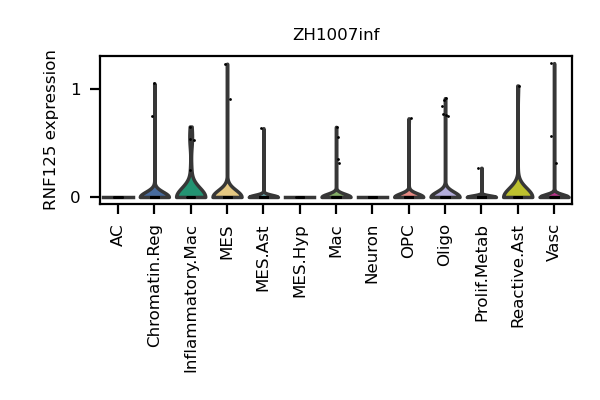 ZH1007inf
RNF125 expression
1
0
AC
Chromatin.Reg
Inflammatory.Mac
MES
MES.Ast
MES.Hyp
Mac
Neuron
OPC
Oligo
Prolif.Metab
Reactive.Ast
Vasc